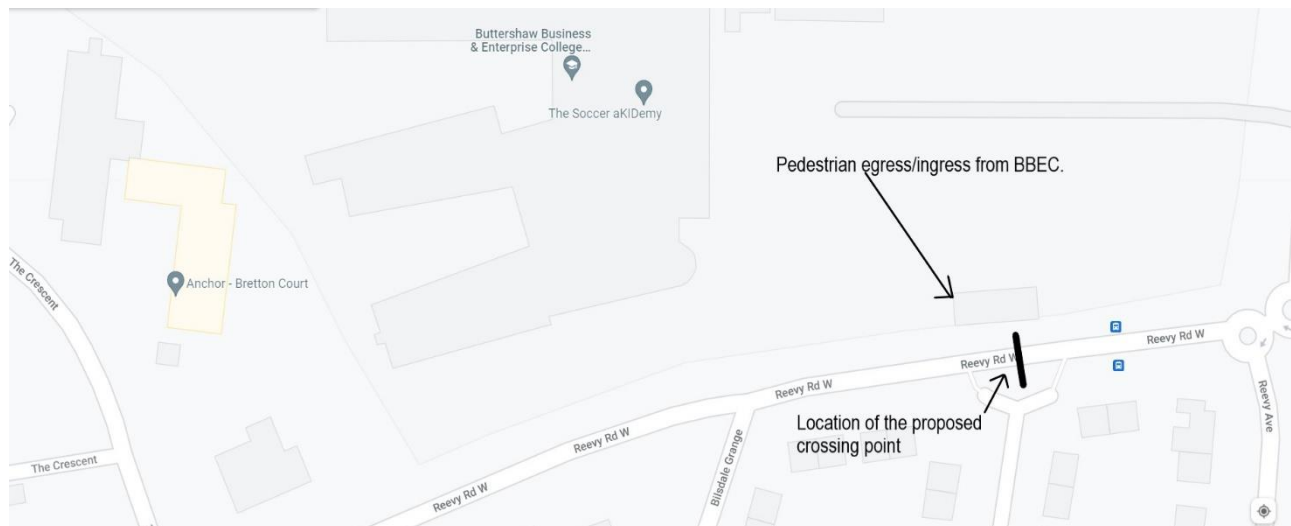 Buttershaw Business
& Enterprise College...
The Soccer aKIDemy
Pedestrian egress/ingress from BBEC.
The Crescent
Anchor - Bretton Court
Reevy Rd W
Reevy Rd W
Reevy Rd W
Reevy Rd W
Reevy Ave
Location of the proposed
crossing point
Reevy Rd W
Bilsdale Grange
The Crescent
Reevy Rd W